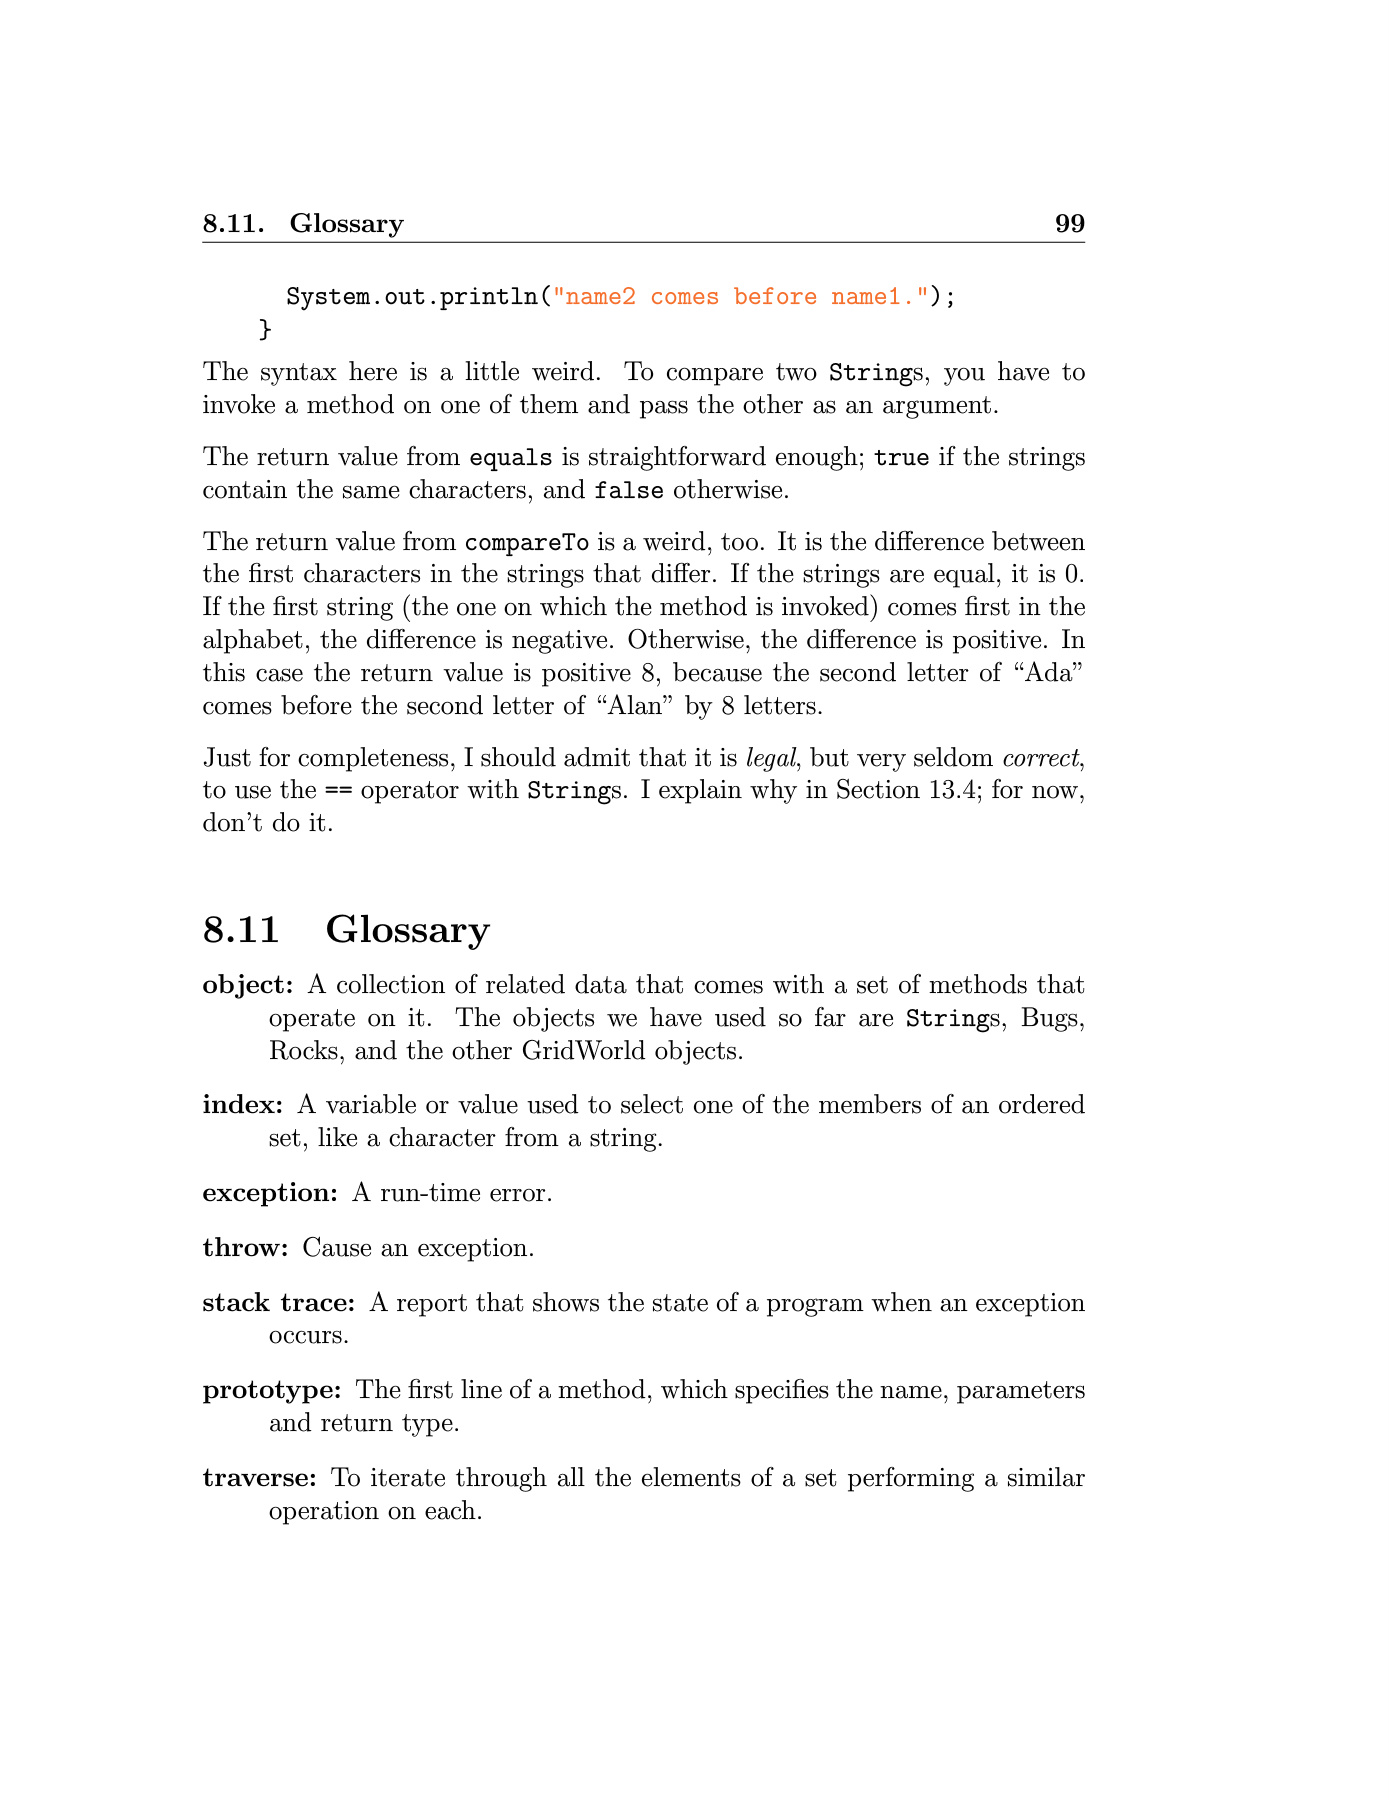 8.11. Glossary 99
System.out.println("name2 comes before name1.");
}
The syntax here is a little weird. To compare two Strings, you have to
invoke a method on one of them and pass the other as an argument.
The return value from equals is straightforward enough; true if the strings
contain the same characters, and false otherwise.
The return value from compareTo is a weird, too. It is the difference between
the first characters in the strings that differ. If the strings are equal, it is 0.
If the first string (the one on which the method is invoked) comes first in the
alphabet, the difference is negative. Otherwise, the difference is positive. In
this case the return value is positive 8, because the second letter of “Ada”
comes before the second letter of “Alan” by 8 letters.
Just for completeness, I should admit that it is legal, but very seldom correct,
to use the == operator with Strings. I explain why in Section 13.4; for now,
don’t do it.
8.11 Glossary
object: A collection of related data that comes with a set of methods that
operate on it. The objects we have used so far are Strings, Bugs,
Rocks, and the other GridWorld objects.
index: A variable or value used to select one of the members of an ordered
set, like a character from a string.
exception: A run-time error.
throw: Cause an exception.
stack trace: A report that shows the state of a program when an exception
occurs.
prototype: The first line of a method, which specifies the name, parameters
and return type.
traverse: To iterate through all the elements of a set performing a similar
operation on each.